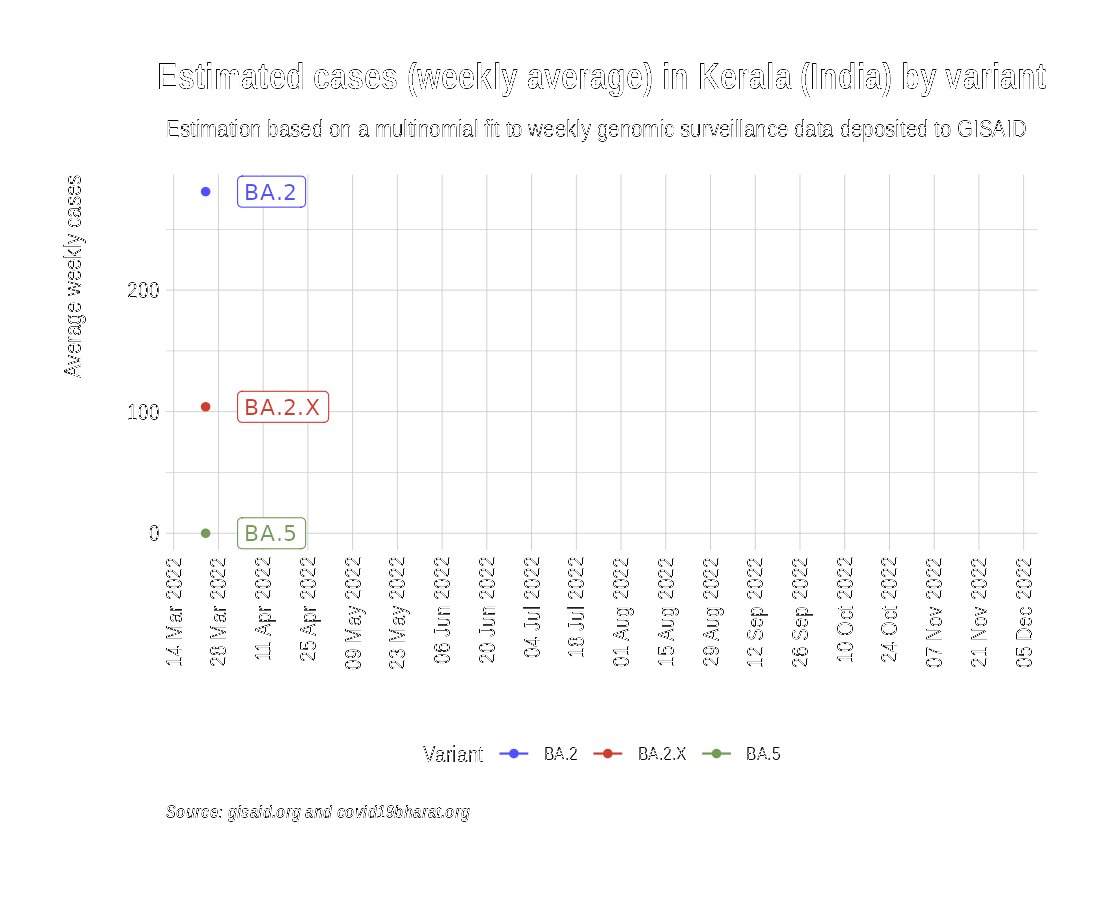 Estimated cases (weekly average) in Kerala (India) by variant
Estimation based on a multinomial fit to weekly genomic surveillance data deposited to GISAID
Average weekly cases
BA.2
200
BA.2.X
100
BA.5
0
14 Mar 2022
28 Mar 2022
11 Apr 2022
25 Apr 2022
09 May 2022
23 May 2022
06 Jun 2022
20 Jun 2022
04 Jul 2022
18 Jul 2022
01 Aug 2022
15 Aug 2022
29 Aug 2022
12 Sep 2022
26 Sep 2022
10 Oct 2022
24 Oct 2022
07 Nov 2022
21 Nov 2022
05 Dec 2022
Variant BA.2 BA.2.X BA.5
Source: gisaid.org and covid19bharat.org